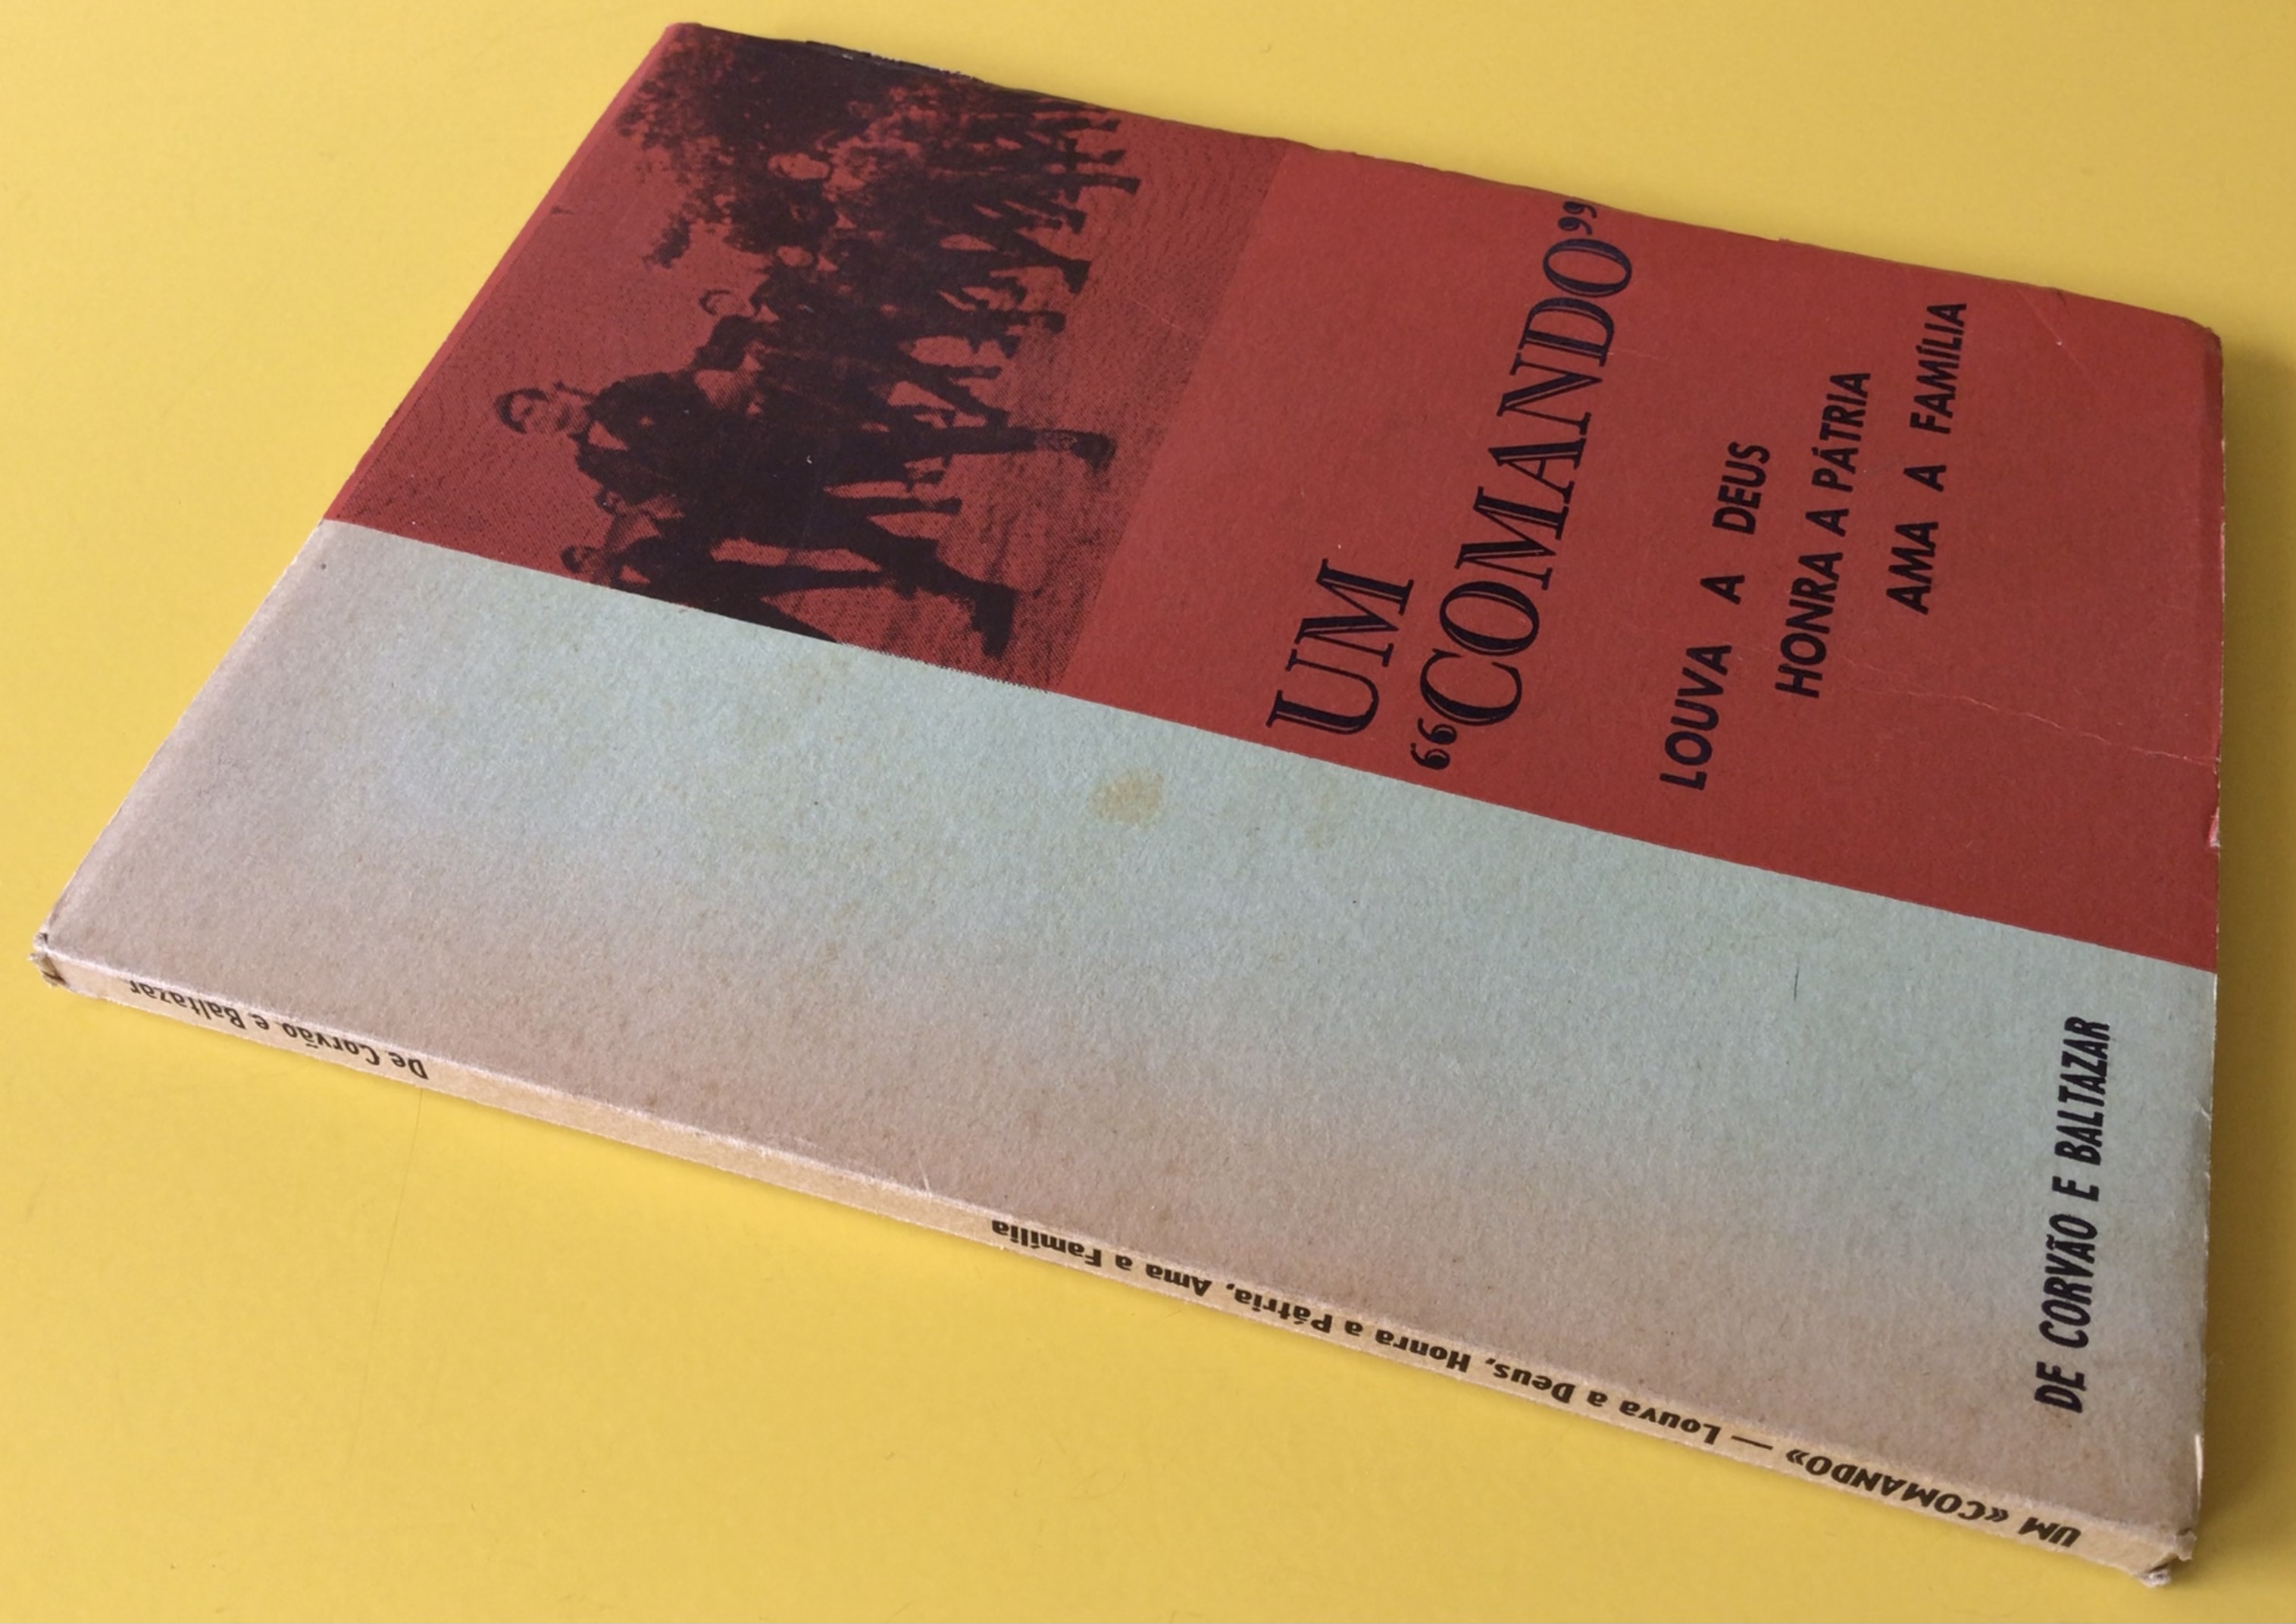 UM
“COMANDO”
LOUVA A DEUS
HONRA A PÁTRIA
AMA A FAMÍLIA
DE CORVÃO E BALTAZAR
UM «COMANDO» — Louva a Deus, Honra a Pátria, Ama a Família
De Corvão e Baltazar